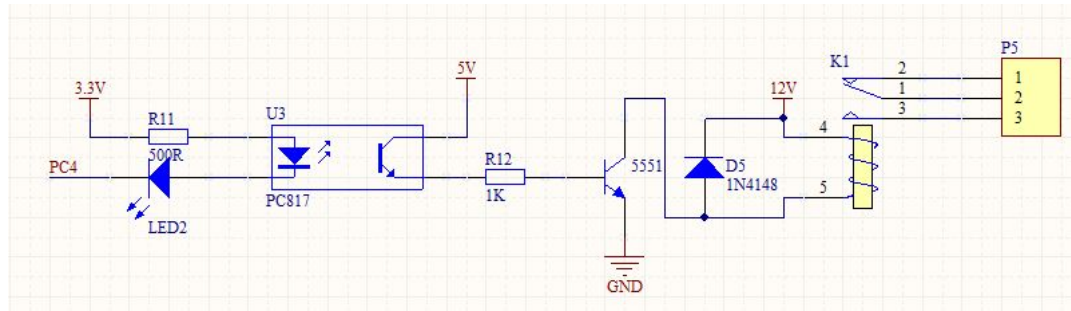 3.3V
R11
500R
PC4
LED2
U3
PC817
5V
R12
1K
5551
GND
D5
1N4148
12V
K1
2
1
3
4
5
P5
1
2
3